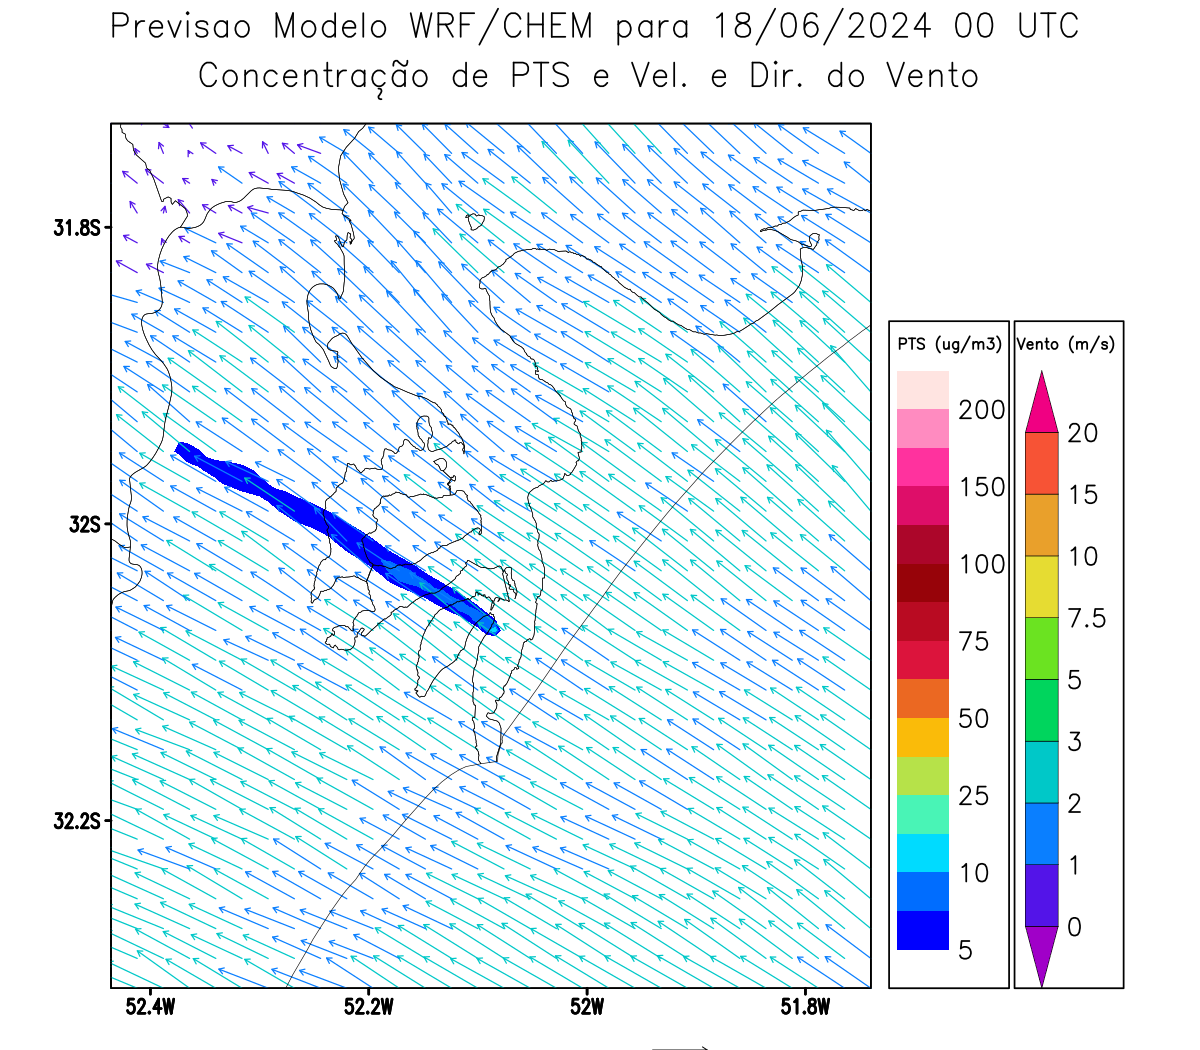 Previsao Modelo WRF/CHEM para 18/06/2024 00 UTC
Concentração de PTS e Vel. e Dir. do Vento
31.8S
32S
32.2S
52.4W
52.2W
52W
51.8W
PTS (ug/m3)
200
150
100
75
50
25
10
5
Vento (m/s)
20
15
10
7.5
5
3
2
1
0